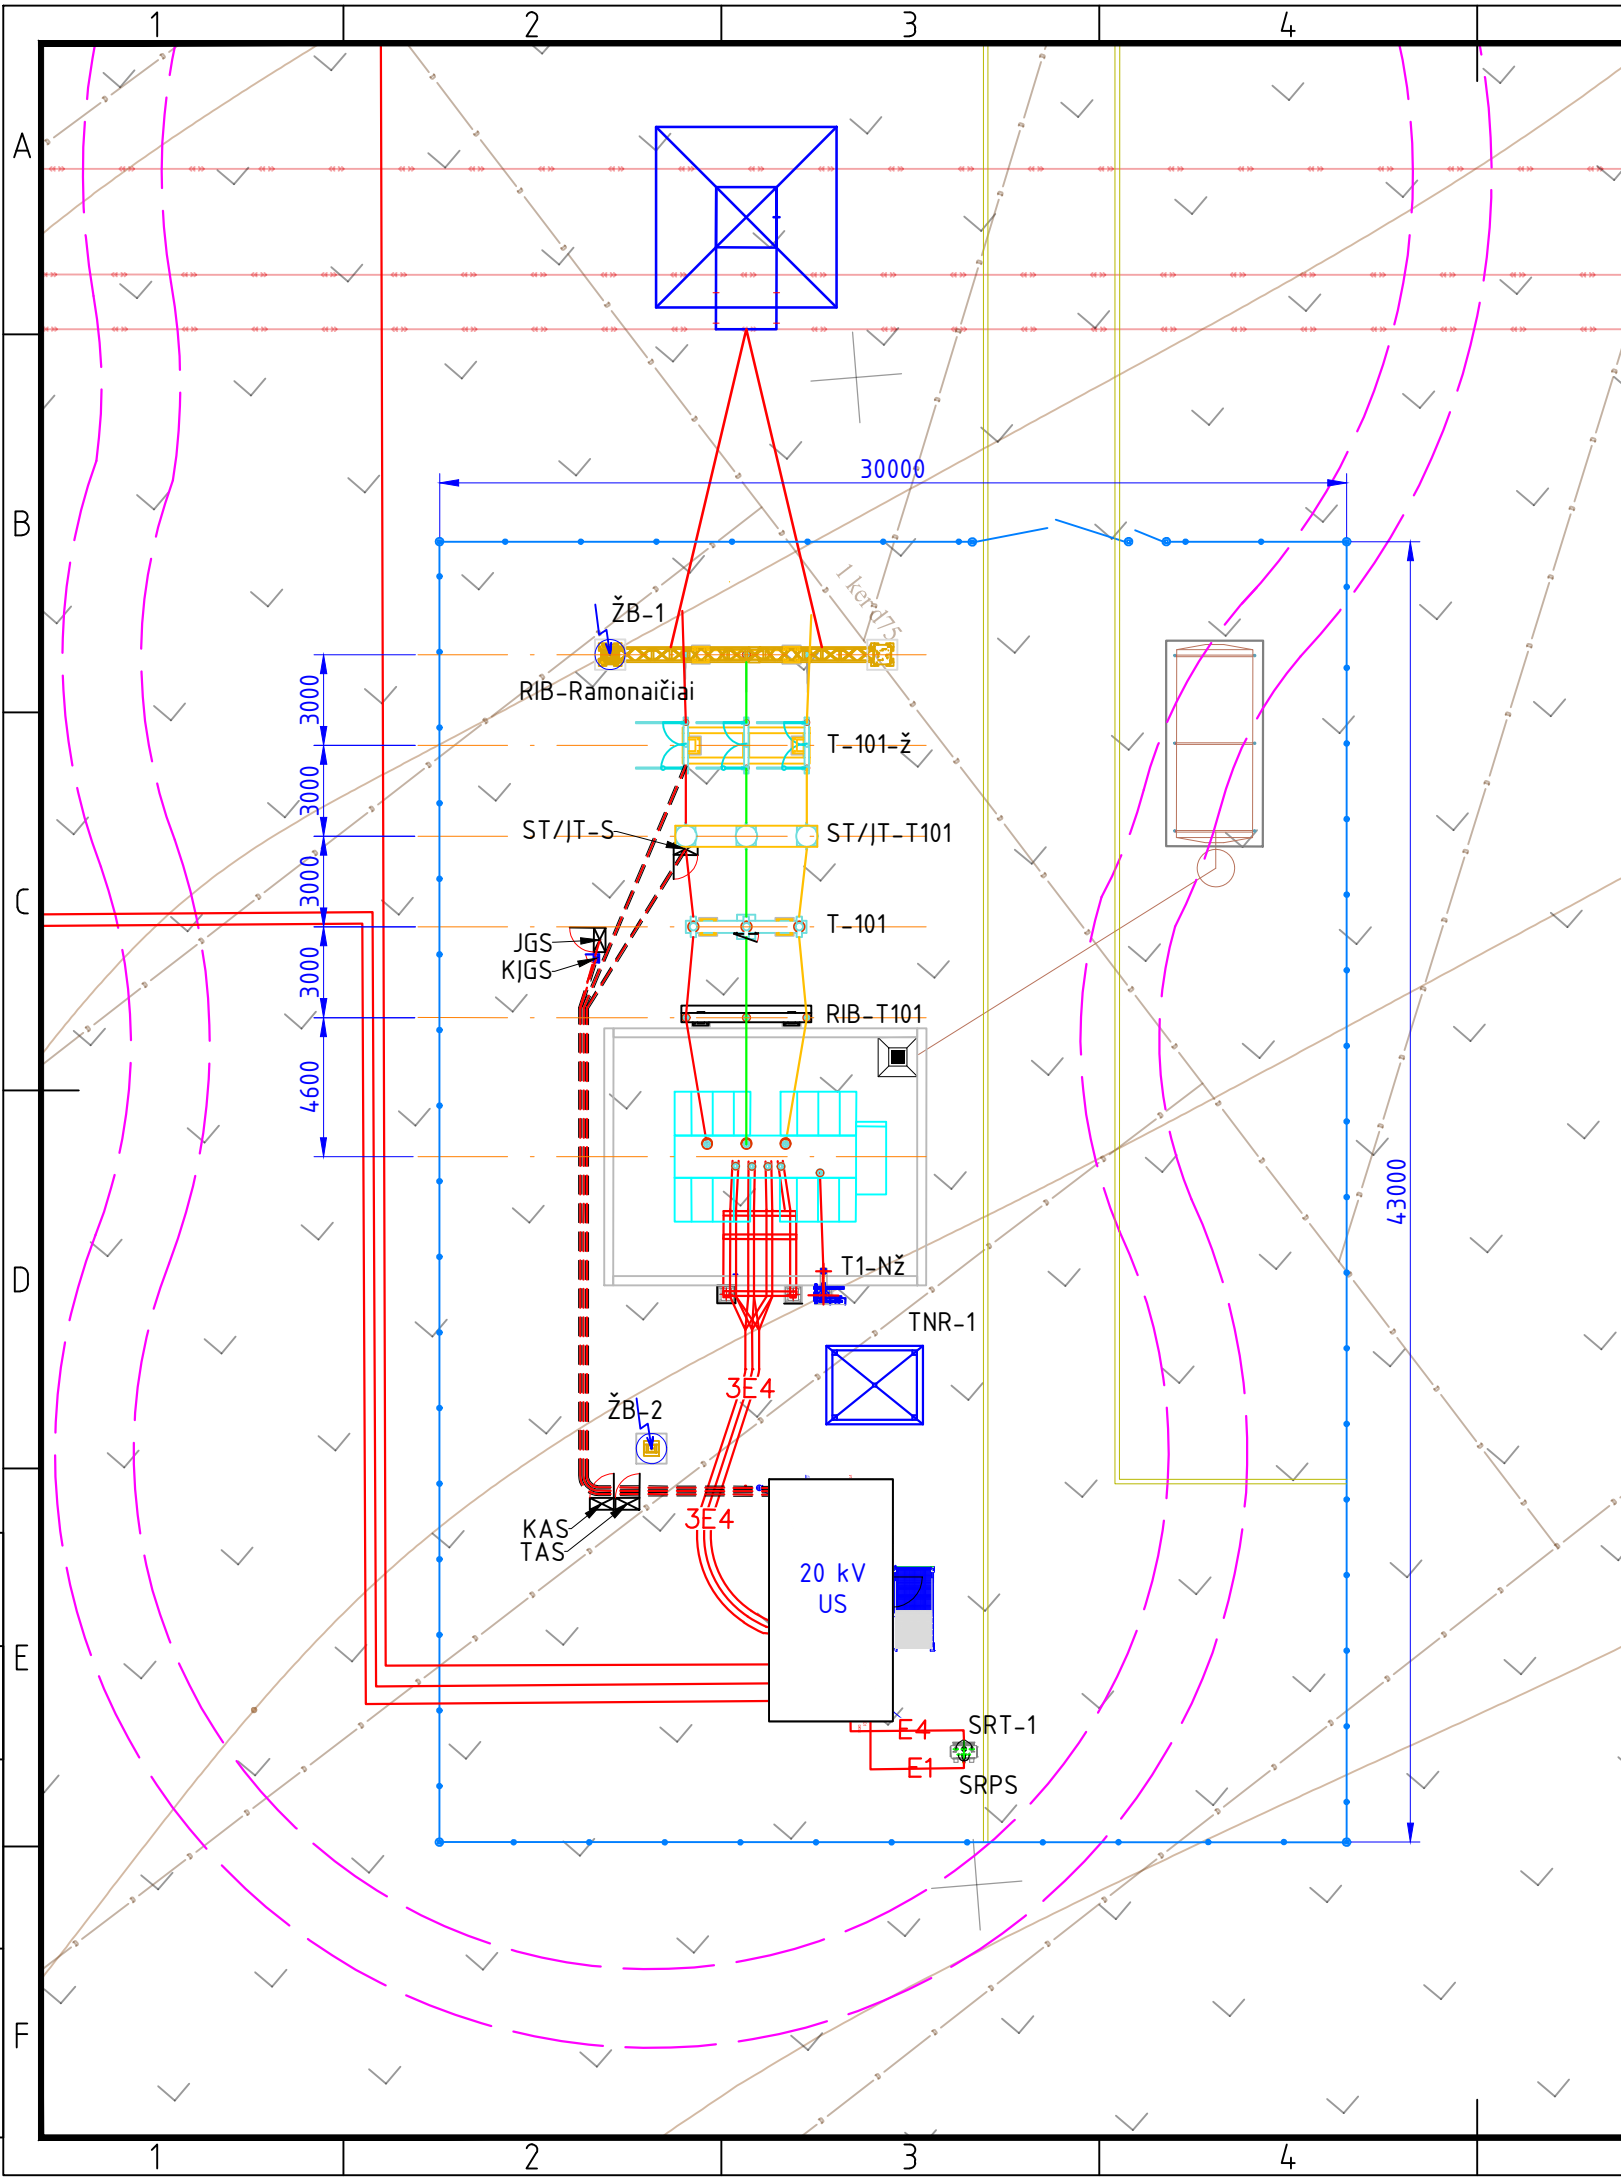 1
2
3
4
A
B
C
D
E
F
30000
1 kerd75
ŽB-1
RIB-Ramonaičiai
3000
T-101-ž
3000
ST/JT-S
ST/JT-T101
3000
T-101
JGS
KJGS
3000
RIB-T101
4600
43000
T1-Nž
TNR-1
3E4
ŽB-2
3E4
KAS
TAS
20 kV
US
E4
SRT-1
E1
SRPS
1
2
3
4